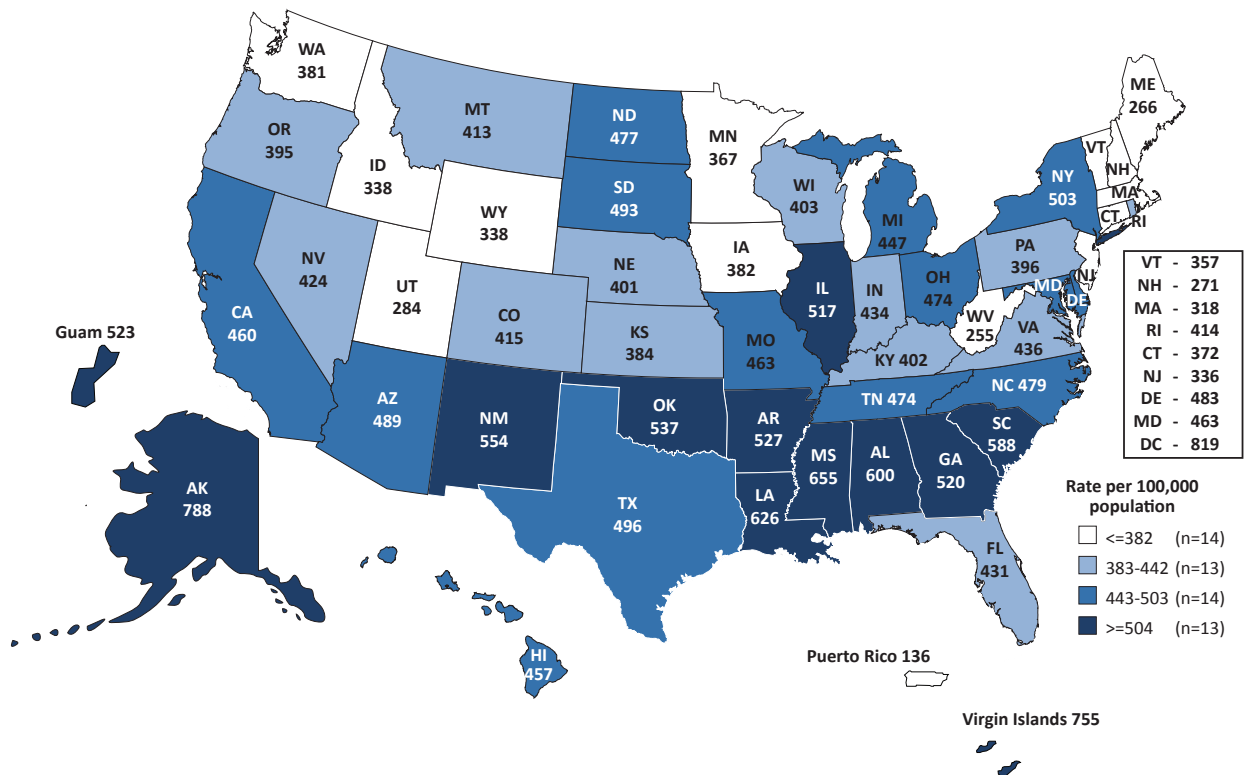 WA
381
OR
395
ID
338
MT
413
WY
338
NV
424
UT
284
CA
460
CO
415
AZ
489
NM
554
ND
477
SD
493
NE
401
KS
384
OK
537
TX
496
MN
367
IA
382
MO
463
AR
527
LA
626
WI
403
IL
517
MI
447
IN
434
OH
474
KY 402
TN 474
MS
655
AL
600
GA
520
FL
431
SC
588
NC 479
VA
436
WV
255
PA
396
NY
503
ME
266
VT
NH
MA
CT
RI
NJ
MD
DE
VT - 357
NH - 271
MA - 318
RI - 414
CT - 372
NJ - 336
DE - 483
MD - 463
DC - 819
Guam 523
AK
788
HI
457
Puerto Rico 136
Virgin Islands 755
Rate per 100,000
population
<=382 (n=14)
383-442 (n=13)
443-503 (n=14)
>=504 (n=13)